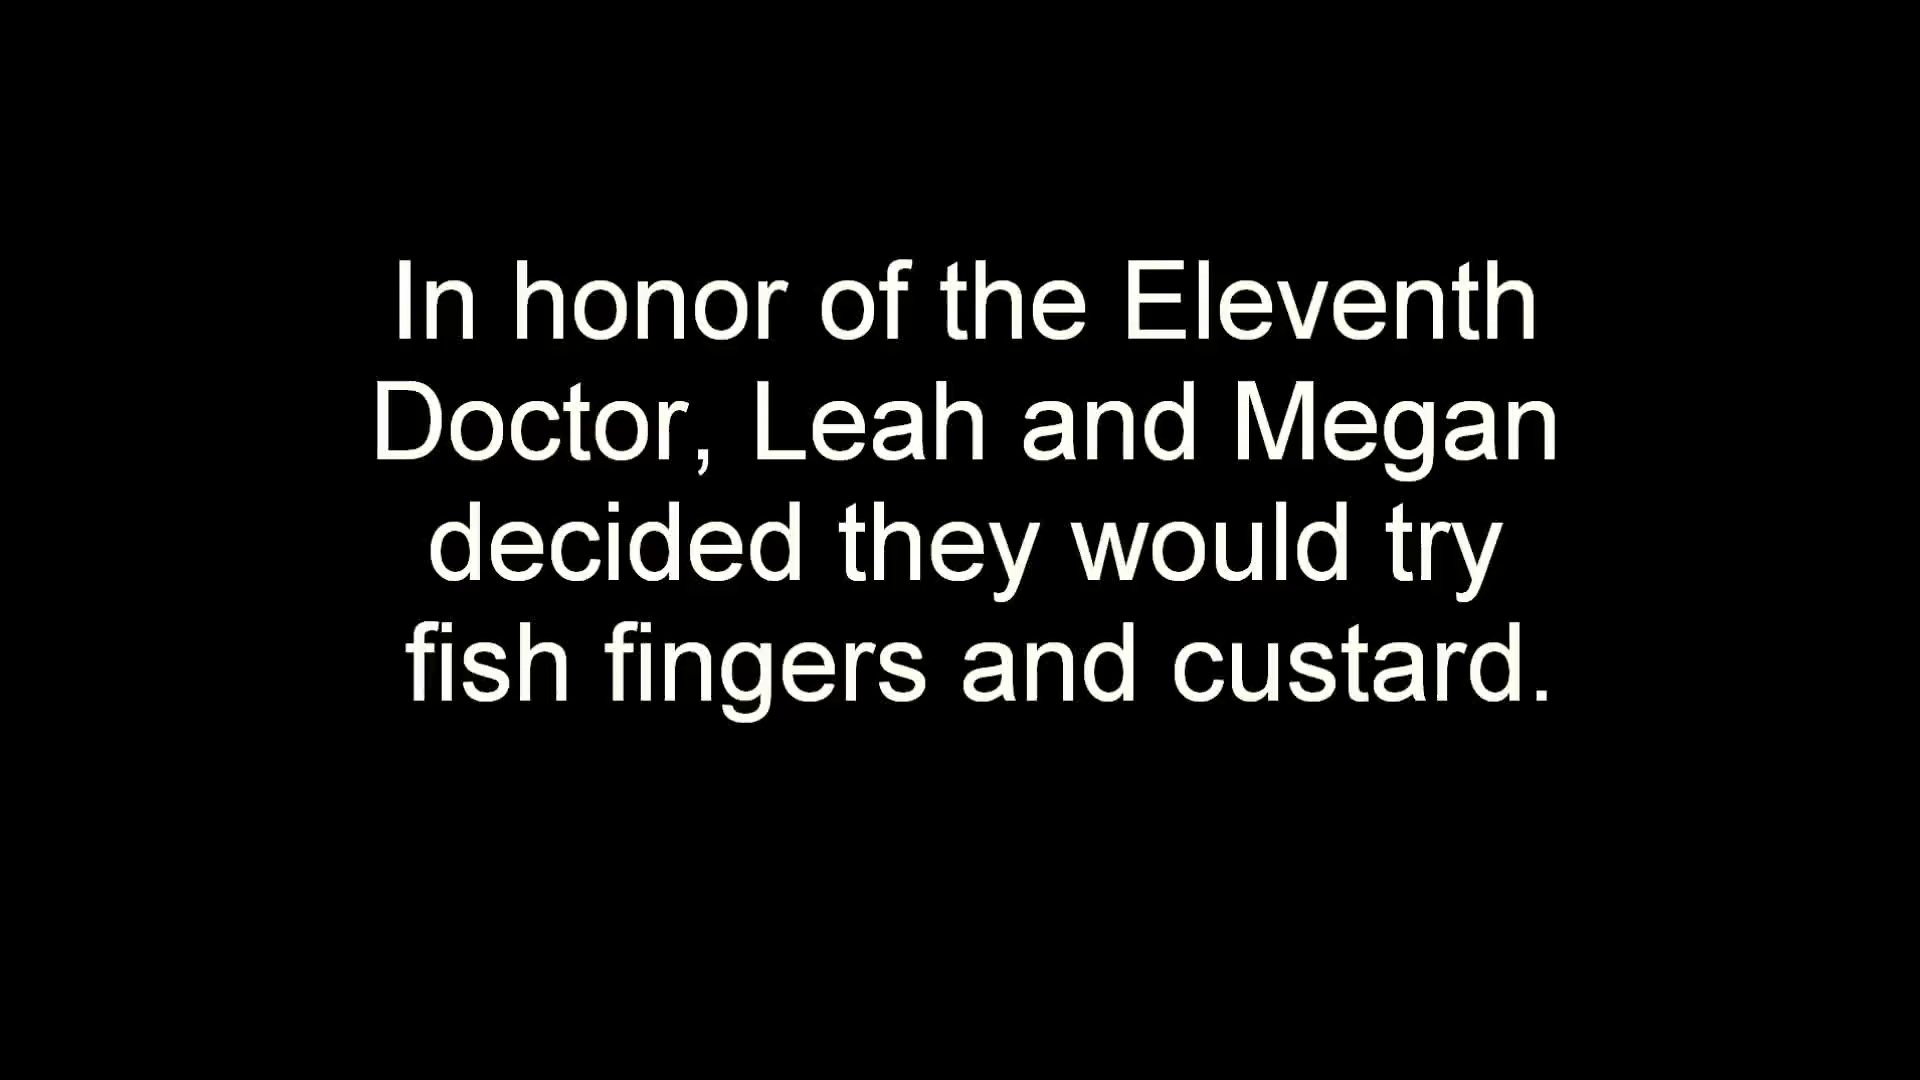 In honor of the Eleventh
Doctor, Leah and Megan
decided they would try
fish fingers and custard.